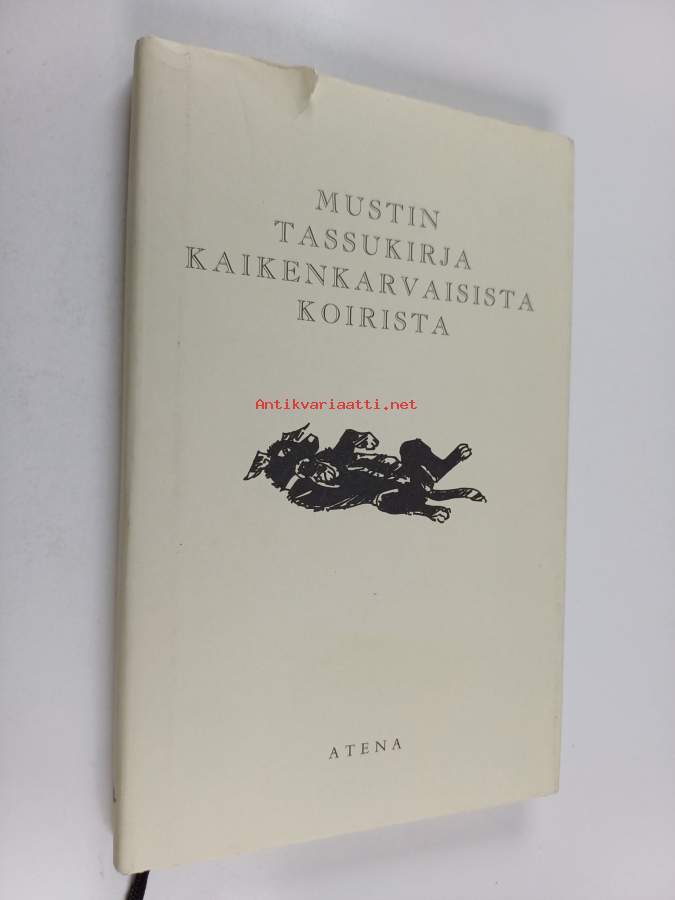 MUSTIN
TASSUKIRJA
KAIKENKARVAISISTA
KOIRISTA
Antikvariaatti.net
ATENA